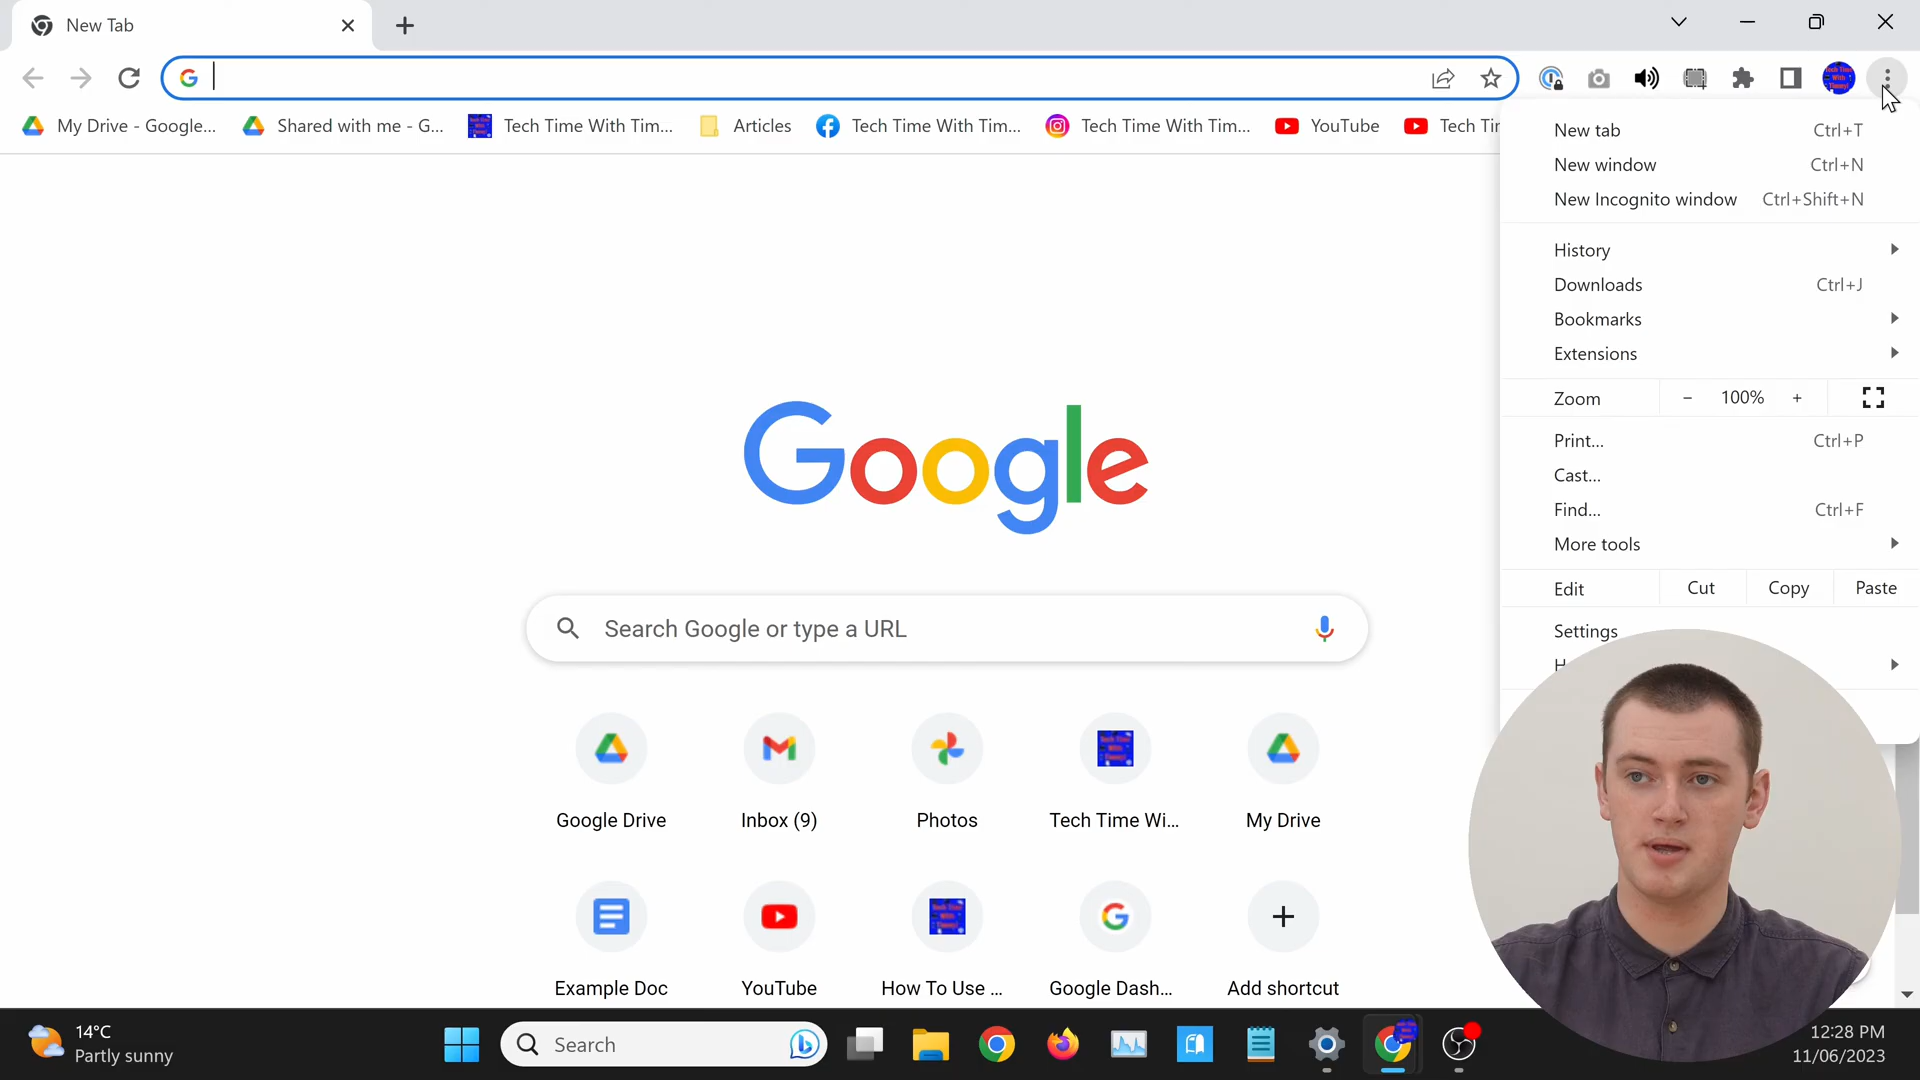 New Tab
My Drive - Google...
Shared with me - G...
Tech Time With Tim...
Articles
Tech Time With Tim...
Tech Time With Tim...
YouTube
Tech Tir
New tab Ctrl+T
New window Ctrl+N
New Incognito window Ctrl+Shift+N
History
Downloads Ctrl+J
Bookmarks
Extensions
Zoom - 100% +
Print... Ctrl+P
Cast...
Find... Ctrl+F
More tools
Edit Cut Copy Paste
Settings
Google
Search Google or type a URL
Google Drive
Inbox (9)
Photos
Tech Time Wi...
My Drive
Example Doc
YouTube
How To Use ...
Google Dash...
Add shortcut
14°C
Partly sunny
Search
12:28 PM
11/06/2023